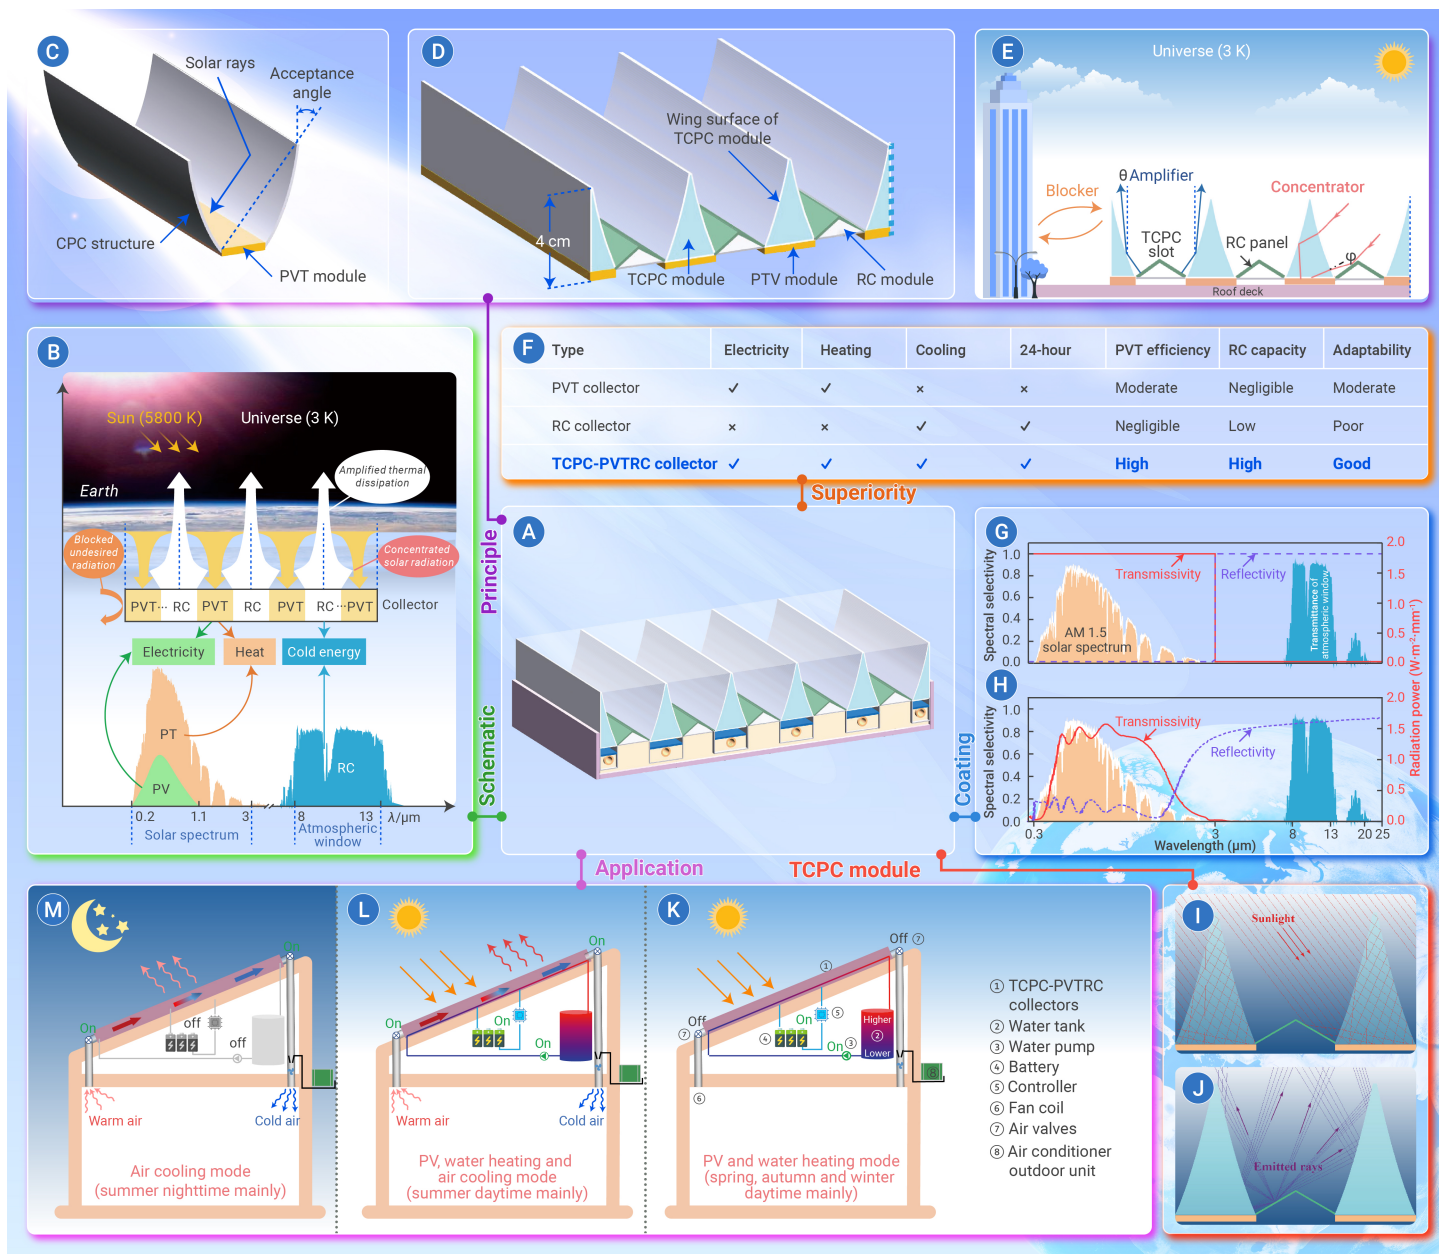 C
Solar rays
Acceptance
angle
CPC structure
PVT module
D
Wing surface of
TCPC module
4 cm
TCPC module
PTV module
RC module
E
Universe (3 K)
Blocker
θ Amplifier
Concentrator
TCPC
slot
RC panel
φ
Roof deck
B
Sun (5800 K)
Universe (3 K)
Amplified thermal
dissipation
Earth
Blocked
undesired
radiation
Concentrated
solar radiation
PVT··· RC PVT RC PVT RC ···PVT
Collector
Electricity
Heat
Cold energy
PT
PV
RC
0.2 1.1 3 8 13 λ/μm
Solar spectrum
Atmospheric
window
F
Type Electricity Heating Cooling 24-hour PVT efficiency RC capacity Adaptability
PVT collector ✓ ✓ × × Moderate Negligible Moderate
RC collector × × ✓ ✓ Negligible Low Poor
TCPC-PVTRC collector ✓ ✓ ✓ ✓ High High Good
Superiority
Principle
A
Schematic
Coating
Application
TCPC module
G
Spectral selectivity
1.0
0.8
0.6
0.4
0.2
0.0
Transmissivity
Reflectivity
AM 1.5
solar spectrum
Transmittance of
atmospheric window
2.0
1.5
1.0
0.5
0.0
Radiation power (W·m⁻²·mm⁻¹)
H
Spectral selectivity
1.0
0.8
0.6
0.4
0.2
0.0
Transmissivity
Reflectivity
2.0
1.5
1.0
0.5
0.0
0.3 3 8 13 20 25
Wavelength (μm)
M
On
On
off
off
Warm air
Cold air
Air cooling mode
(summer nighttime mainly)
L
On
On
On
On
Warm air
Cold air
PV, water heating and
air cooling mode
(summer daytime mainly)
K
Off ⑦
①
Off
⑦
On
⑤
④
On ③
Higher
②
Lower
⑧
⑥
PV and water heating mode
(spring, autumn and winter
daytime mainly)
① TCPC-PVTRC
collectors
② Water tank
③ Water pump
④ Battery
⑤ Controller
⑥ Fan coil
⑦ Air valves
⑧ Air conditioner
outdoor unit
I
Sunlight
J
Emitted rays